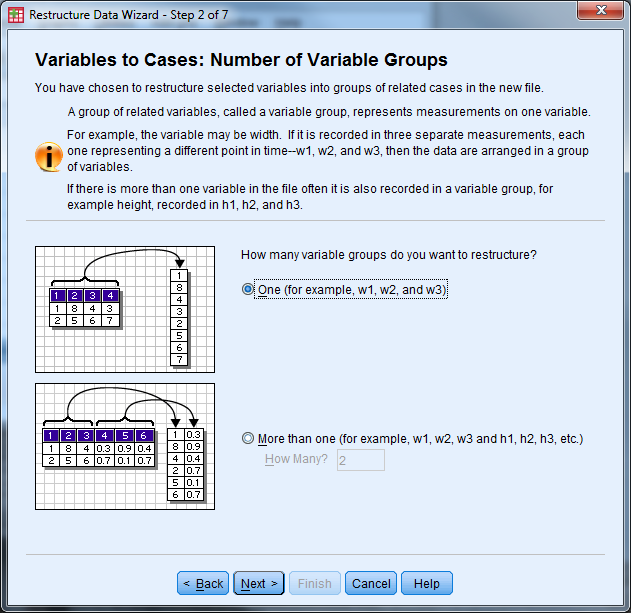 Restructure Data Wizard - Step 2 of 7
Variables to Cases: Number of Variable Groups
You have chosen to restructure selected variables into groups of related cases in the new file.
A group of related variables, called a variable group, represents measurements on one variable.
For example, the variable may be width. If it is recorded in three separate measurements, each
one representing a different point in time--w1, w2, and w3, then the data are arranged in a group
of variables.
If there is more than one variable in the file often it is also recorded in a variable group, for
example height, recorded in h1, h2, and h3.
How many variable groups do you want to restructure?
One (for example, w1, w2, and w3)
1 2 3 4
1 8 4 3
2 5 6 7
1
8
4
3
2
5
6
7
More than one (for example, w1, w2, w3 and h1, h2, h3, etc.)
How Many? 2
1 2 3 4 5 6
1 8 4 0.3 0.9 0.4
2 5 6 0.7 0.1 0.7
1 0.3
8 0.9
4 0.4
2 0.7
5 0.1
6 0.7
< Back Next > Finish Cancel Help